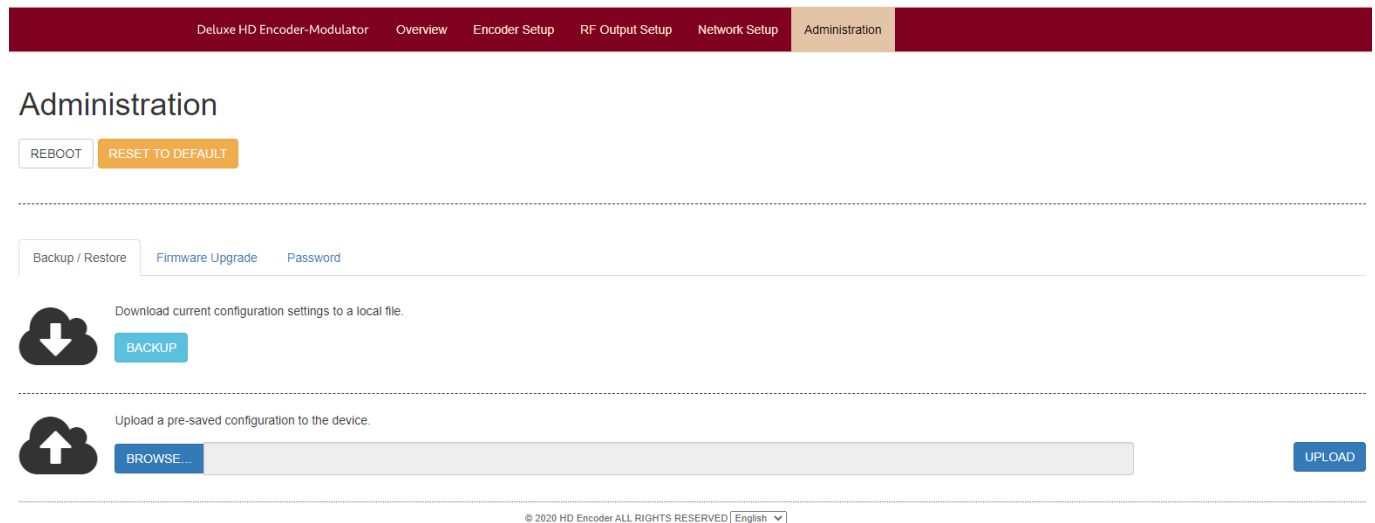 Deluxe HD Encoder-Modulator Overview Encoder Setup RF Output Setup Network Setup Administration
Administration
REBOOT RESET TO DEFAULT
Backup / Restore Firmware Upgrade Password
Download current configuration settings to a local file.
BACKUP
Upload a pre-saved configuration to the device.
BROWSE... UPLOAD
© 2020 HD Encoder ALL RIGHTS RESERVED English